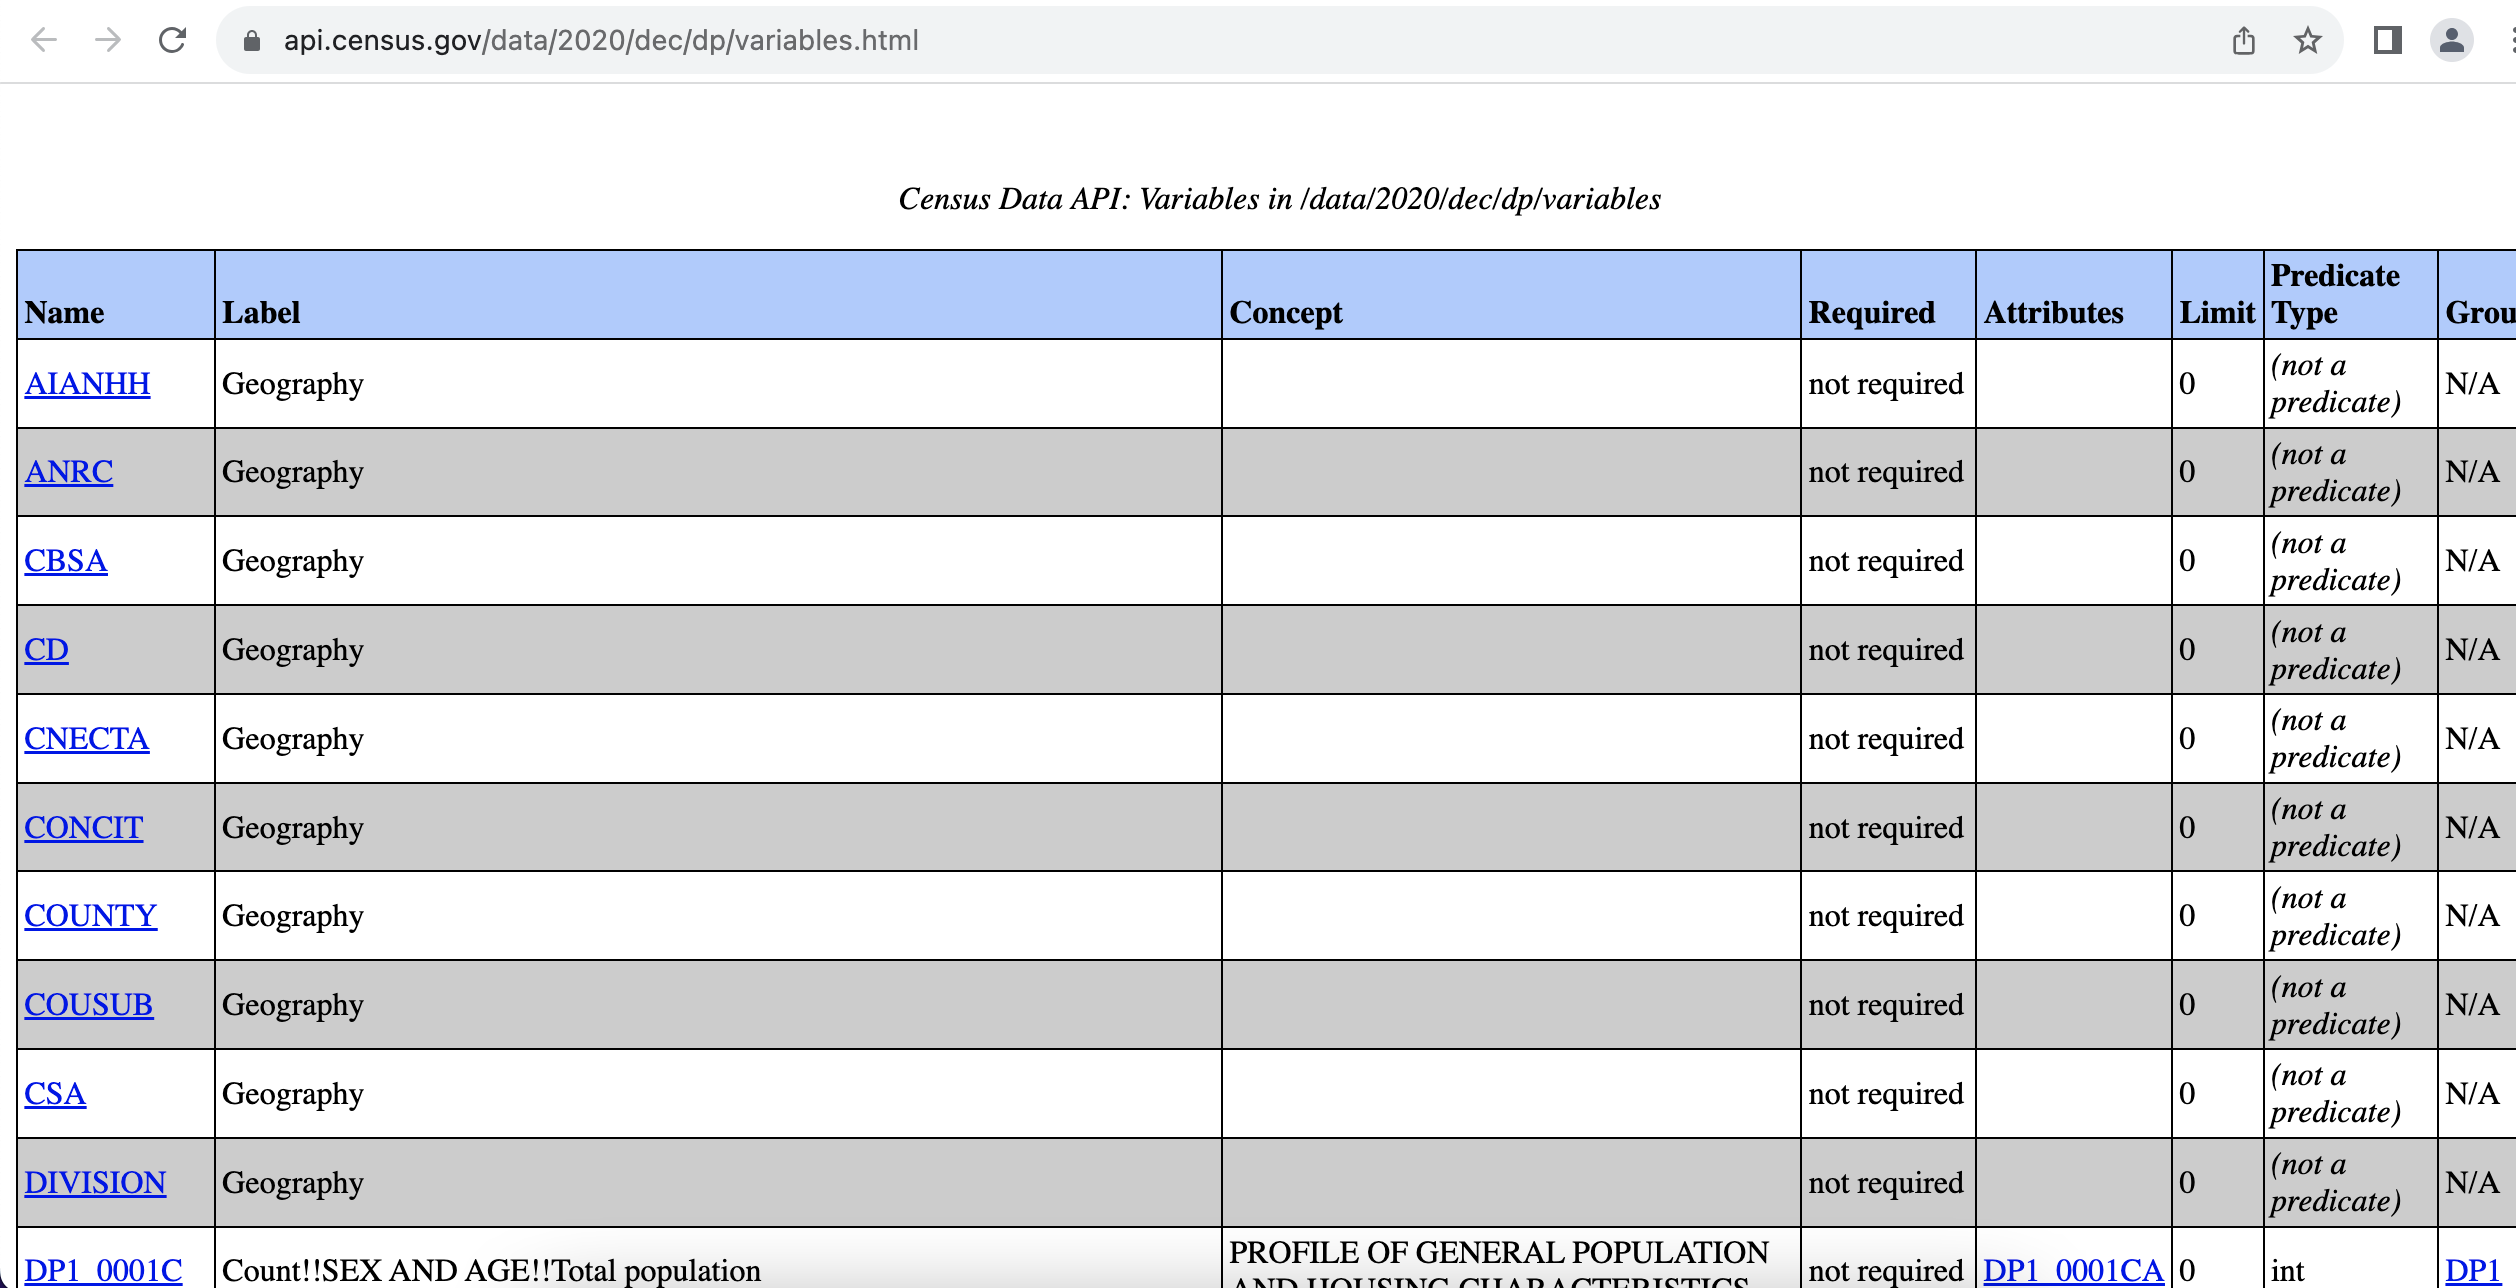 api.census.gov/data/2020/dec/dp/variables.html
Census Data API: Variables in /data/2020/dec/dp/variables
Name Label Concept Required Attributes Limit Predicate Type Grou
AIANHH Geography not required 0 (not a predicate) N/A
ANRC Geography not required 0 (not a predicate) N/A
CBSA Geography not required 0 (not a predicate) N/A
CD Geography not required 0 (not a predicate) N/A
CNECTA Geography not required 0 (not a predicate) N/A
CONCIT Geography not required 0 (not a predicate) N/A
COUNTY Geography not required 0 (not a predicate) N/A
COUSUB Geography not required 0 (not a predicate) N/A
CSA Geography not required 0 (not a predicate) N/A
DIVISION Geography not required 0 (not a predicate) N/A
DP1_0001C Count!!SEX AND AGE!!Total population PROFILE OF GENERAL POPULATION AND HOUSING CHARACTERISTICS not required DP1_0001CA 0 int DP1